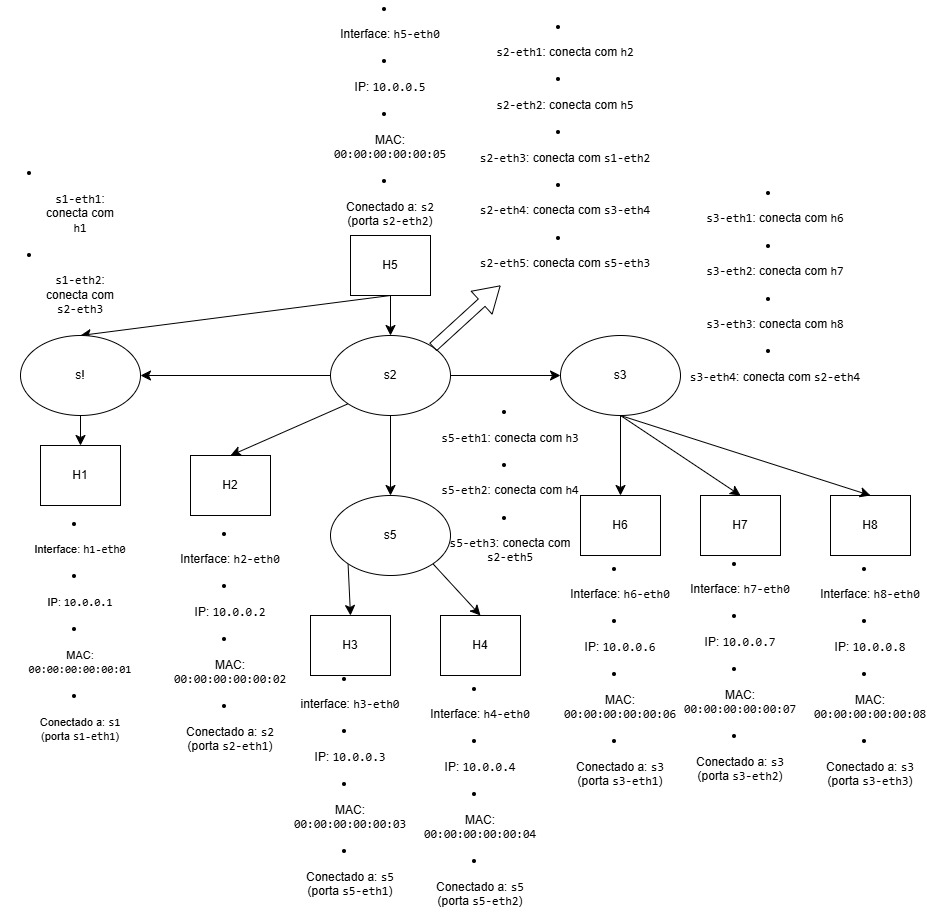 Interface: h5-eth0
IP: 10.0.0.5
MAC:
00:00:00:00:00:05
Conectado a: s2
(porta s2-eth2)
s2-eth1: conecta com h2
s2-eth2: conecta com h5
s2-eth3: conecta com s1-eth2
s2-eth4: conecta com s3-eth4
s2-eth5: conecta com s5-eth3
s1-eth1:
conecta com
h1
s1-eth2:
conecta com
s2-eth3
s3-eth1: conecta com h6
s3-eth2: conecta com h7
s3-eth3: conecta com h8
s3-eth4: conecta com s2-eth4
H5
s!
s2
s3
s5-eth1: conecta com h3
s5-eth2: conecta com h4
s5-eth3: conecta com
s2-eth5
H1
H2
s5
H6
H7
H8
Interface: h1-eth0
IP: 10.0.0.1
MAC:
00:00:00:00:00:01
Conectado a: s1
(porta s1-eth1)
Interface: h2-eth0
IP: 10.0.0.2
MAC:
00:00:00:00:00:02
Conectado a: s2
(porta s2-eth1)
H3
H4
interface: h3-eth0
IP: 10.0.0.3
MAC:
00:00:00:00:00:03
Conectado a: s5
(porta s5-eth1)
Interface: h4-eth0
IP: 10.0.0.4
MAC:
00:00:00:00:00:04
Conectado a: s5
(porta s5-eth2)
Interface: h6-eth0
IP: 10.0.0.6
MAC:
00:00:00:00:00:06
Conectado a: s3
(porta s3-eth1)
Interface: h7-eth0
IP: 10.0.0.7
MAC:
00:00:00:00:00:07
Conectado a: s3
(porta s3-eth2)
Interface: h8-eth0
IP: 10.0.0.8
MAC:
00:00:00:00:00:08
Conectado a: s3
(porta s3-eth3)